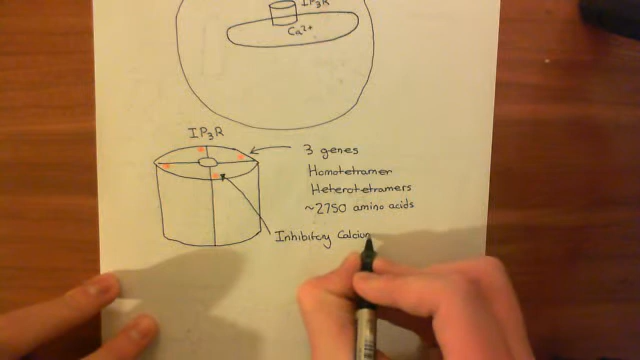 IP₃R
Ca²⁺
IP₃R
3 genes
Homotetramer
Heterotetramers
~2750 amino acids
Inhibitory Calcium